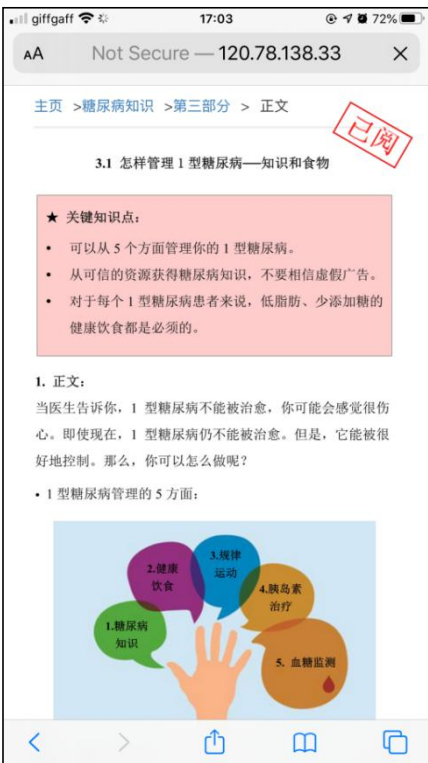 giffgaff 17:03 72%
AA Not Secure — 120.78.138.33 ×
主页 >糖尿病知识 >第三部分 > 正文
已阅
3.1 怎样管理 1 型糖尿病—知识和食物
★ 关键知识点：
• 可以从 5 个方面管理你的 1 型糖尿病。
• 从可信的资源获得糖尿病知识，不要相信虚假广告。
• 对于每个 1 型糖尿病患者来说，低脂肪、少添加糖的
健康饮食都是必须的。
1. 正文：
当医生告诉你，1 型糖尿病不能被治愈，你可能会感觉很伤
心。即使现在，1 型糖尿病仍不能被治愈。但是，它能被很
好地控制。那么，你可以怎么做呢？
• 1 型糖尿病管理的 5 方面：
1.糖尿病
知识
2.健康
饮食
3.规律
运动
4.胰岛素
治疗
5. 血糖监测